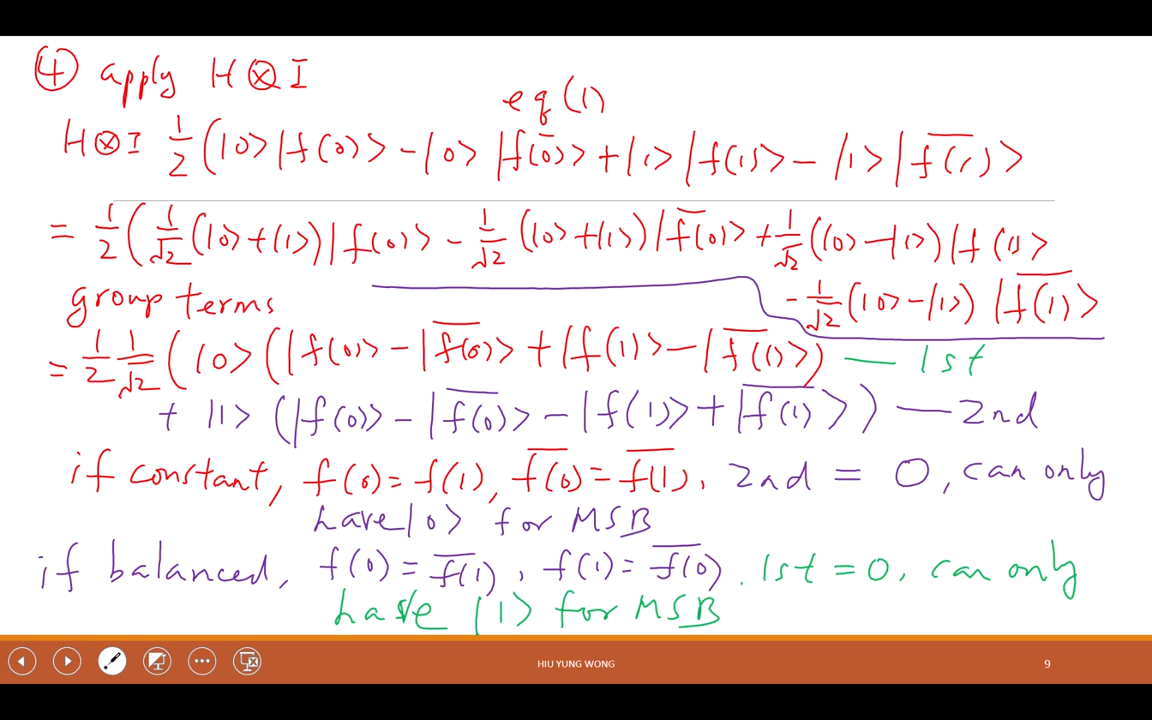 ④ apply H⊗I
eq (1)
H⊗I 1/2 (|0>|f(0)> - |0>|f̅(̅0̅)̅> + |1>|f(1)> - |1>|f̅(̅1̅)̅>
= 1/2 (1/√2 (|0>+|1>)|f(0)> - 1/√2 (|0>+|1>)|f̅(̅0̅)̅> + 1/√2 (|0>-|1>)|f(1)>
- 1/√2 (|0>-|1>)|f̅(̅1̅)̅>
group terms
= 1/2 1/√2 (|0>(|f(0)> - |f̅(̅0̅)̅> + |f(1)> - |f̅(̅1̅)̅>) — 1st
+ |1> (|f(0)> - |f̅(̅0̅)̅> - |f(1)> + |f̅(̅1̅)̅>)) — 2nd
if constant, f(0)=f(1), f̅(̅0̅)̅=f̅(̅1̅)̅, 2nd = 0, can only
have |0> for MSB
if balanced, f(0)=f̅(̅1̅)̅, f(1)=f̅(̅0̅)̅. 1st=0, can only
have |1> for MSB
HIU YUNG WONG
9